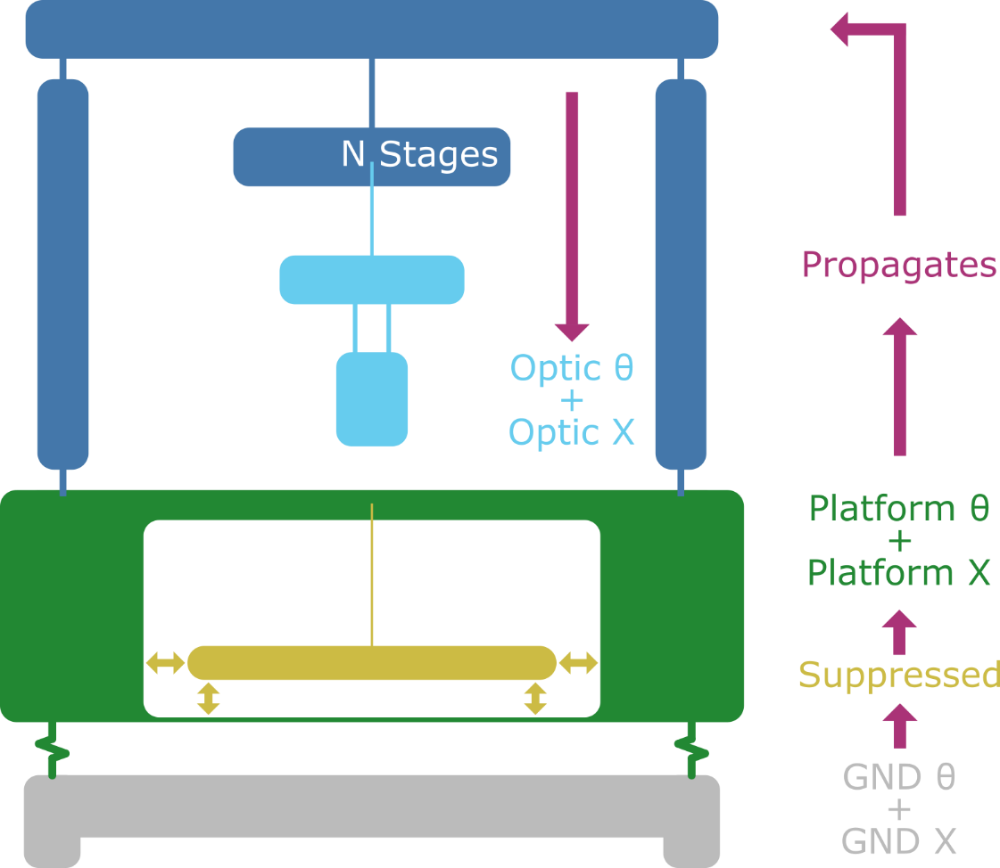 N Stages
Propagates
Optic θ
+
Optic X
Platform θ
+
Platform X
Suppressed
GND θ
+
GND X